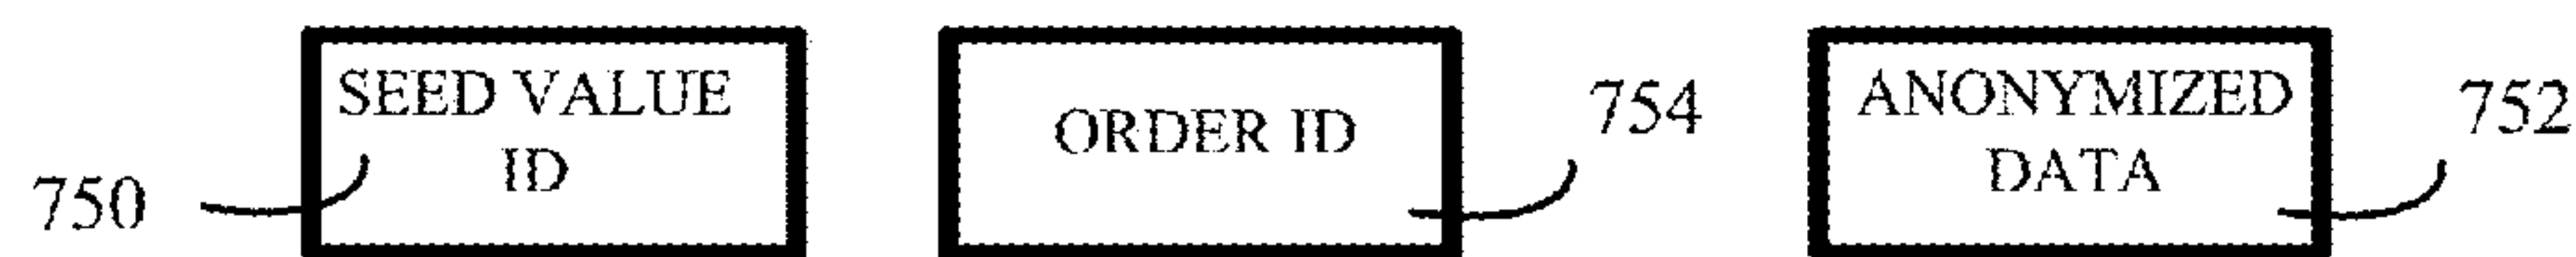 SEED VALUE
ID
750
ORDER ID
754
ANONYMIZED
DATA
752